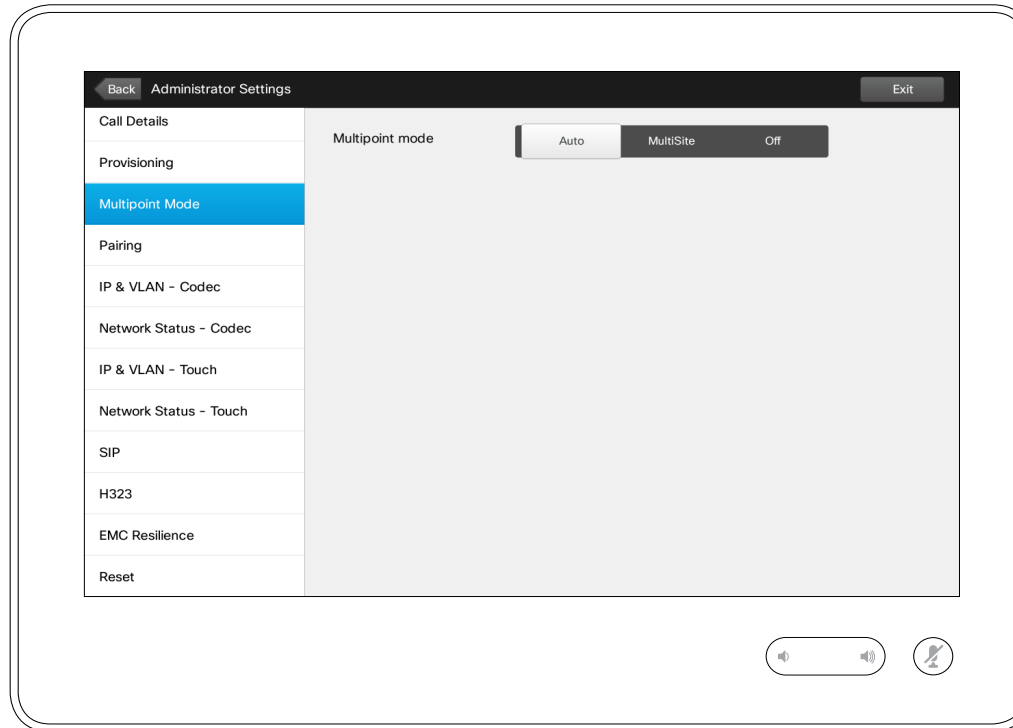 Back Administrator Settings Exit
Call Details
Multipoint mode Auto MultiSite Off
Provisioning
Multipoint Mode
Pairing
IP & VLAN - Codec
Network Status - Codec
IP & VLAN - Touch
Network Status - Touch
SIP
H323
EMC Resilience
Reset